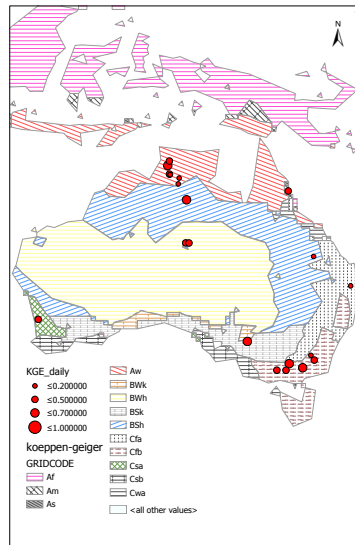 N
KGE_daily
≤0.200000
≤0.500000
≤0.700000
≤1.000000
koeppen-geiger
GRIDCODE
Af
Am
As
Aw
BWk
BWh
BSk
BSh
Cfa
Cfb
Csa
Csb
Cwa
<all other values>